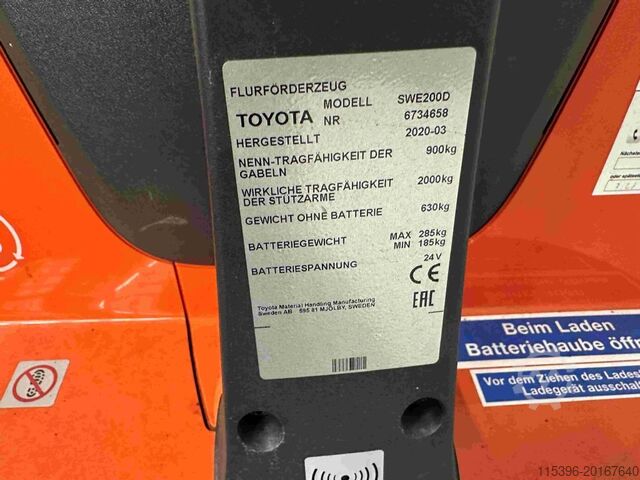 FLURFÖRDERZEUG
TOYOTA MODELL SWE200D
NR 6734658
HERGESTELLT 2020-03
NENN-TRAGFÄHIGKEIT DER GABELN 900kg
WIRKLICHE TRAGFÄHIGKEIT DER STÜTZARME 2000kg
GEWICHT OHNE BATTERIE 630kg
BATTERIEGEWICHT MAX 285kg
MIN 185kg
BATTERIESPANNUNG 24V
CE
EAC
Toyota Material Handling Manufacturing
Sweden AB 595 81 MJÖLBY, SWEDEN
Beim Laden
Batteriehaube öffn
Vor dem Ziehen des Lades
Ladegerät ausschal
115396-20167640